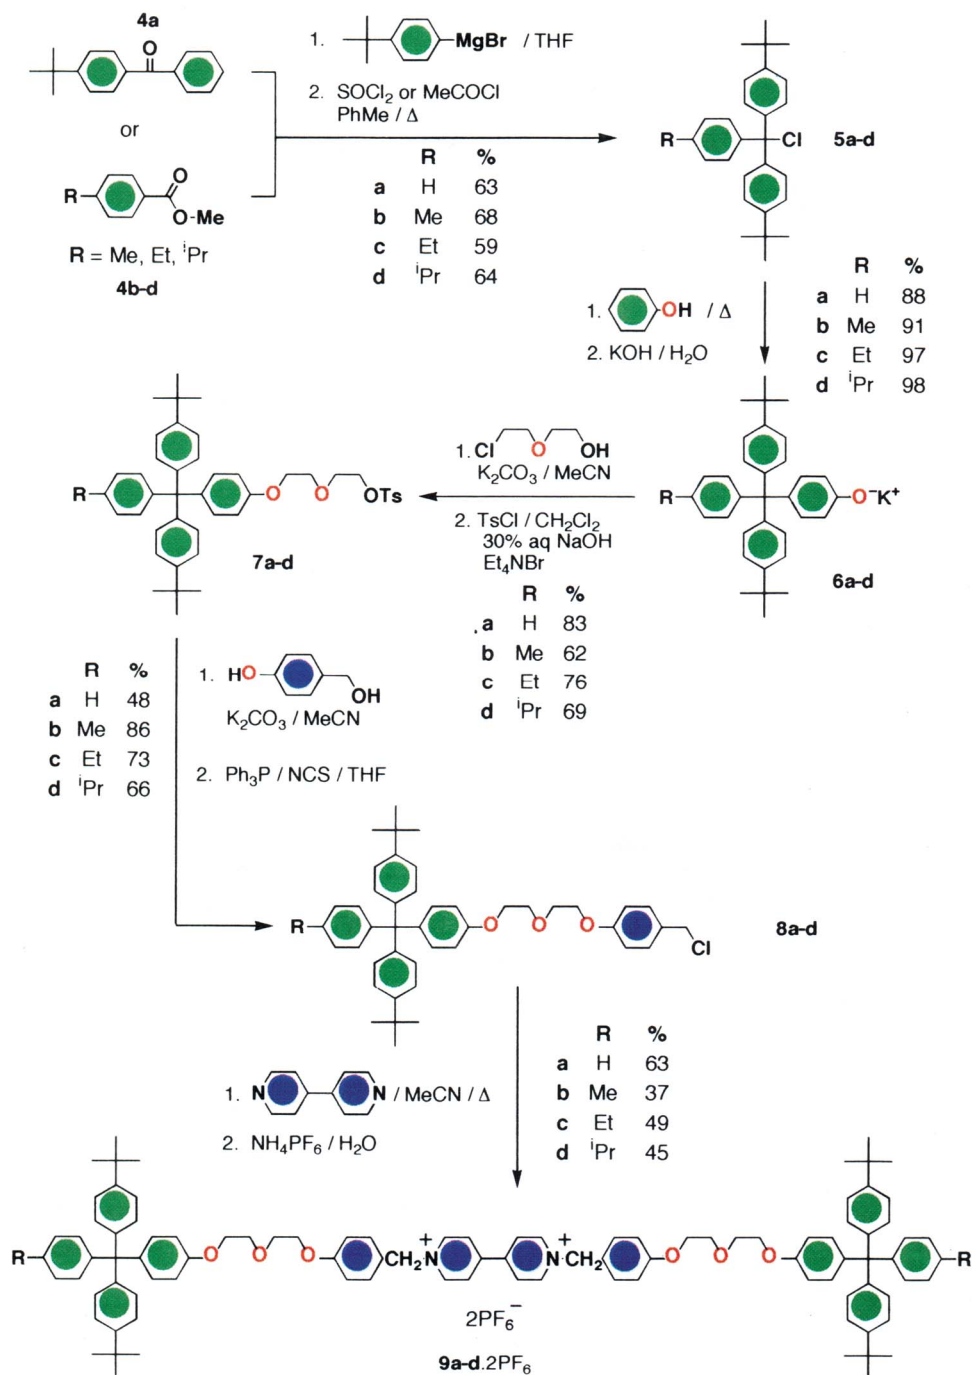 4a
O
1. MgBr / THF
2. SOCl2 or MeCOCl
PhMe / Δ
or
R
O
O-Me
R = Me, Et, iPr
4b-d
R %
a H 63
b Me 68
c Et 59
d iPr 64
R
Cl
5a-d
1. OH / Δ
2. KOH / H2O
R %
a H 88
b Me 91
c Et 97
d iPr 98
R
O O OTs
7a-d
1. Cl O OH
K2CO3 / MeCN
2. TsCl / CH2Cl2
30% aq NaOH
Et4NBr
R
O−K+
6a-d
R %
a H 83
b Me 62
c Et 76
d iPr 69
R %
a H 48
b Me 86
c Et 73
d iPr 66
1. HO OH
K2CO3 / MeCN
2. Ph3P / NCS / THF
R O O O Cl
8a-d
1. N N / MeCN / Δ
2. NH4PF6 / H2O
R %
a H 63
b Me 37
c Et 49
d iPr 45
R O O O CH2 N+ N+ CH2 O O O R
2PF6−
9a-d.2PF6